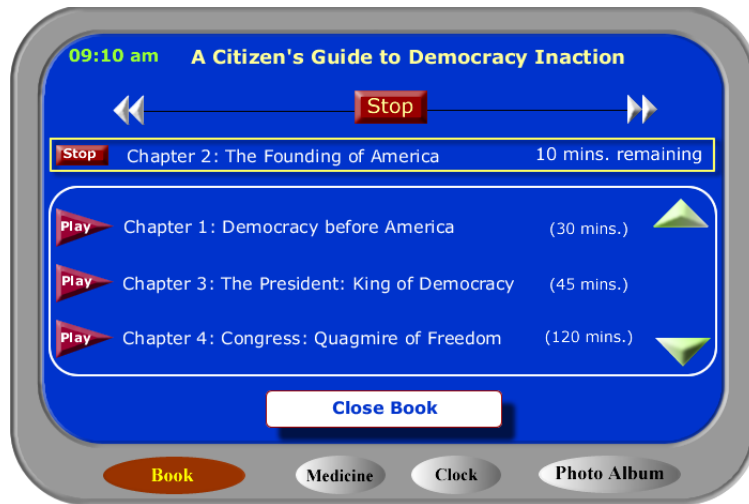 09:10 am A Citizen's Guide to Democracy Inaction
Stop
Stop Chapter 2: The Founding of America 10 mins. remaining
Play Chapter 1: Democracy before America (30 mins.)
Play Chapter 3: The President: King of Democracy (45 mins.)
Play Chapter 4: Congress: Quagmire of Freedom (120 mins.)
Close Book
Book Medicine Clock Photo Album